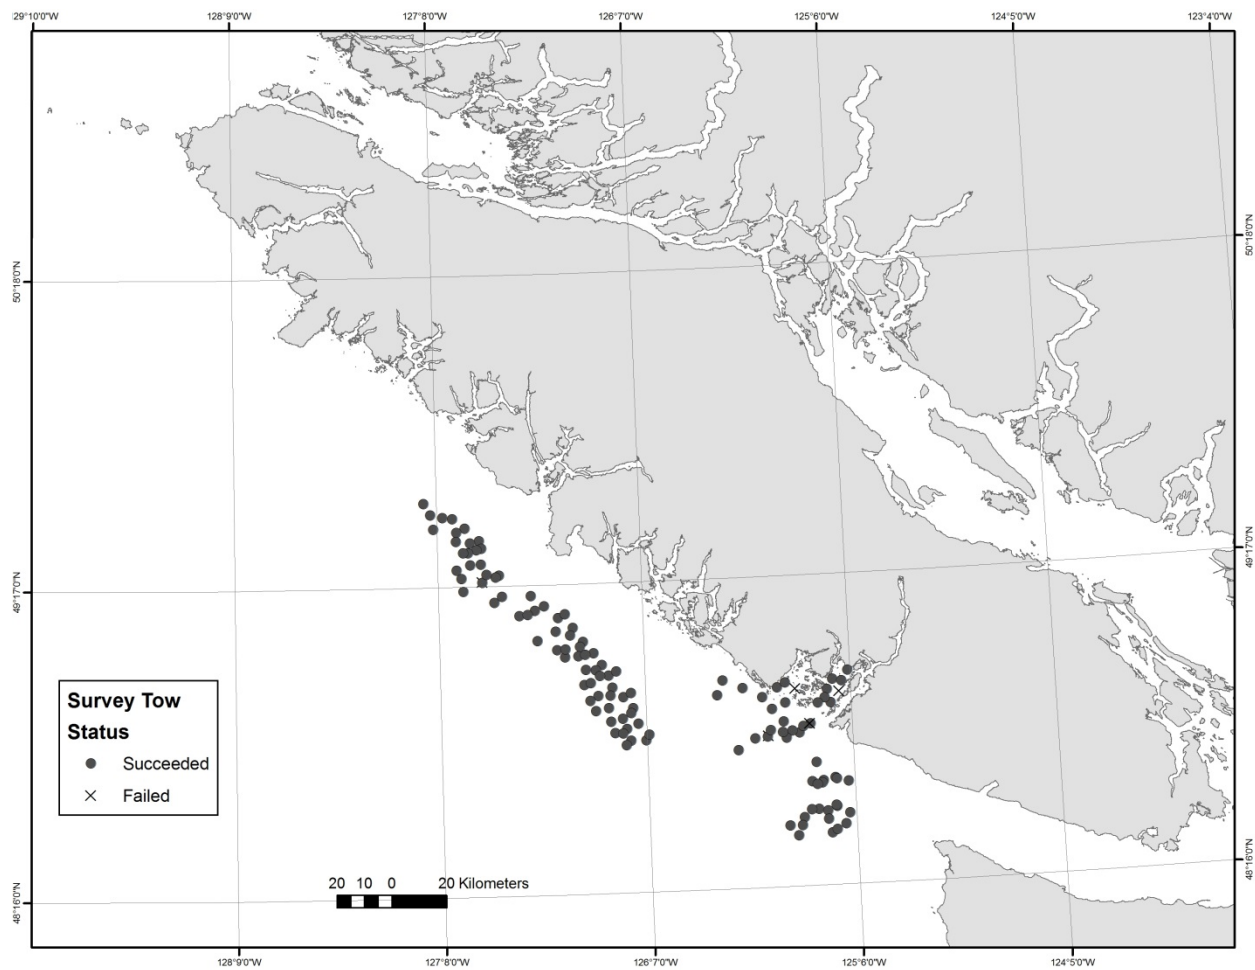 29°10'0"W 128°9'0"W 127°8'0"W 126°7'0"W 125°6'0"W 124°5'0"W 123°4'0"W
50°18'0"N 50°18'0"N
49°17'0"N 49°17'0"N
Survey Tow
Status
Succeeded
Failed
20 10 0 20 Kilometers
48°16'0"N 48°16'0"N
128°9'0"W 127°8'0"W 126°7'0"W 125°6'0"W 124°5'0"W